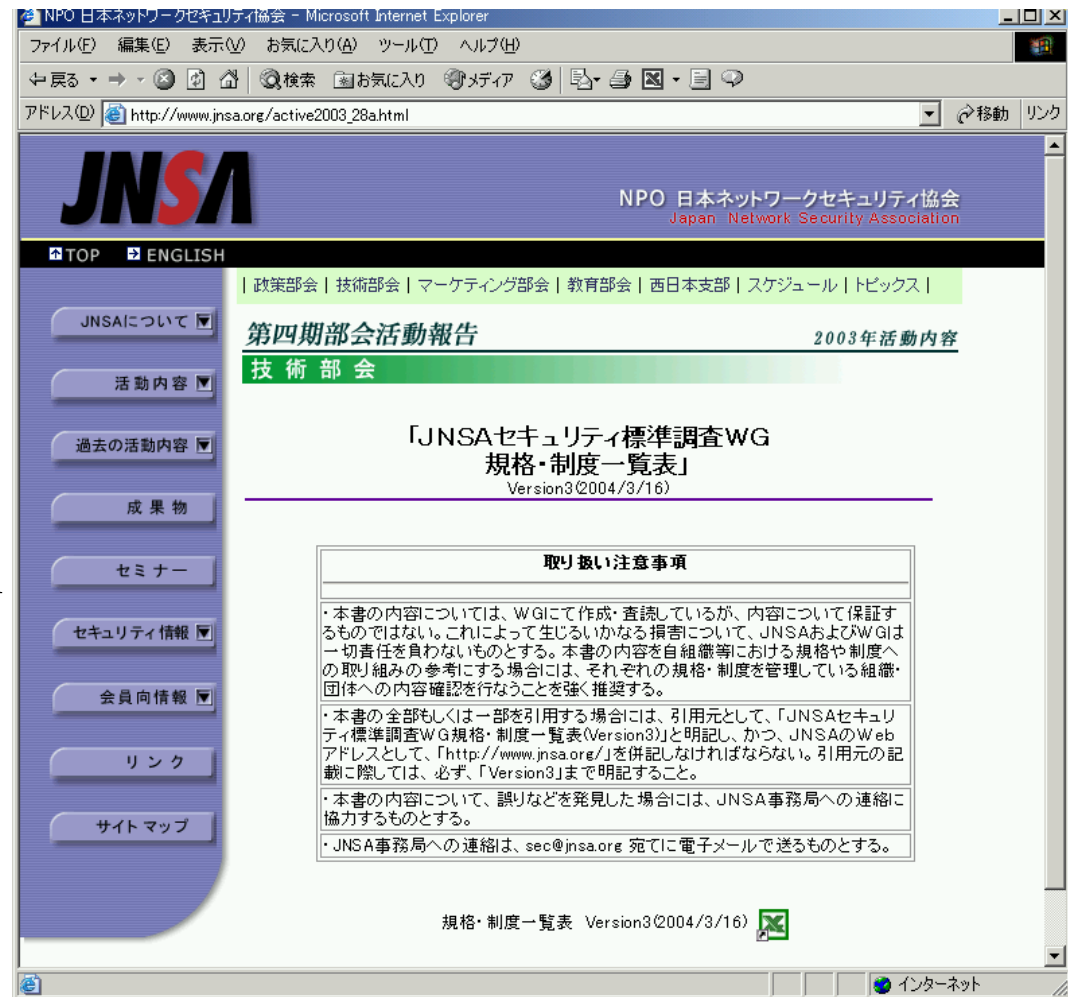 NPO 日本ネットワークセキュリティ協会 - Microsoft Internet Explorer
ファイル(F) 編集(E) 表示(V) お気に入り(A) ツール(T) ヘルプ(H)
戻る 検索 お気に入り メディア
アドレス(D) http://www.jnsa.org/active2003_28a.html 移動 リンク
JNSA
NPO 日本ネットワークセキュリティ協会
Japan Network Security Association
TOP ENGLISH
| 政策部会 | 技術部会 | マーケティング部会 | 教育部会 | 西日本支部 | スケジュール | トピックス |
JNSAについて
活動内容
過去の活動内容
成果物
セミナー
セキュリティ情報
会員向情報
リンク
サイトマップ
第四期部会活動報告 2003年活動内容
技術部会
「JNSAセキュリティ標準調査WG
規格・制度一覧表」
Version3(2004/3/16)
取り扱い注意事項
・本書の内容については、WGにて作成・査読しているが、内容について保証す
るものではない。これによって生じるいかなる損害について、JNSAおよびWGは
一切責任を負わないものとする。本書の内容を自組織等における規格や制度へ
の取り組みの参考にする場合には、それぞれの規格・制度を管理している組織・
団体への内容確認を行なうことを強く推奨する。
・本書の全部もしくは一部を引用する場合には、引用元として、「JNSAセキュリ
ティ標準調査WG規格・制度一覧表(Version3)」と明記し、かつ、JNSAのWeb
アドレスとして、「http://www.jnsa.org/」を併記しなければならない。引用元の記
載に際しては、必ず、「Version3」まで明記すること。
・本書の内容について、誤りなどを発見した場合には、JNSA事務局への連絡に
協力するものとする。
・JNSA事務局への連絡は、sec@jnsa.org 宛てに電子メールで送るものとする。
規格・制度一覧表 Version3(2004/3/16)
インターネット